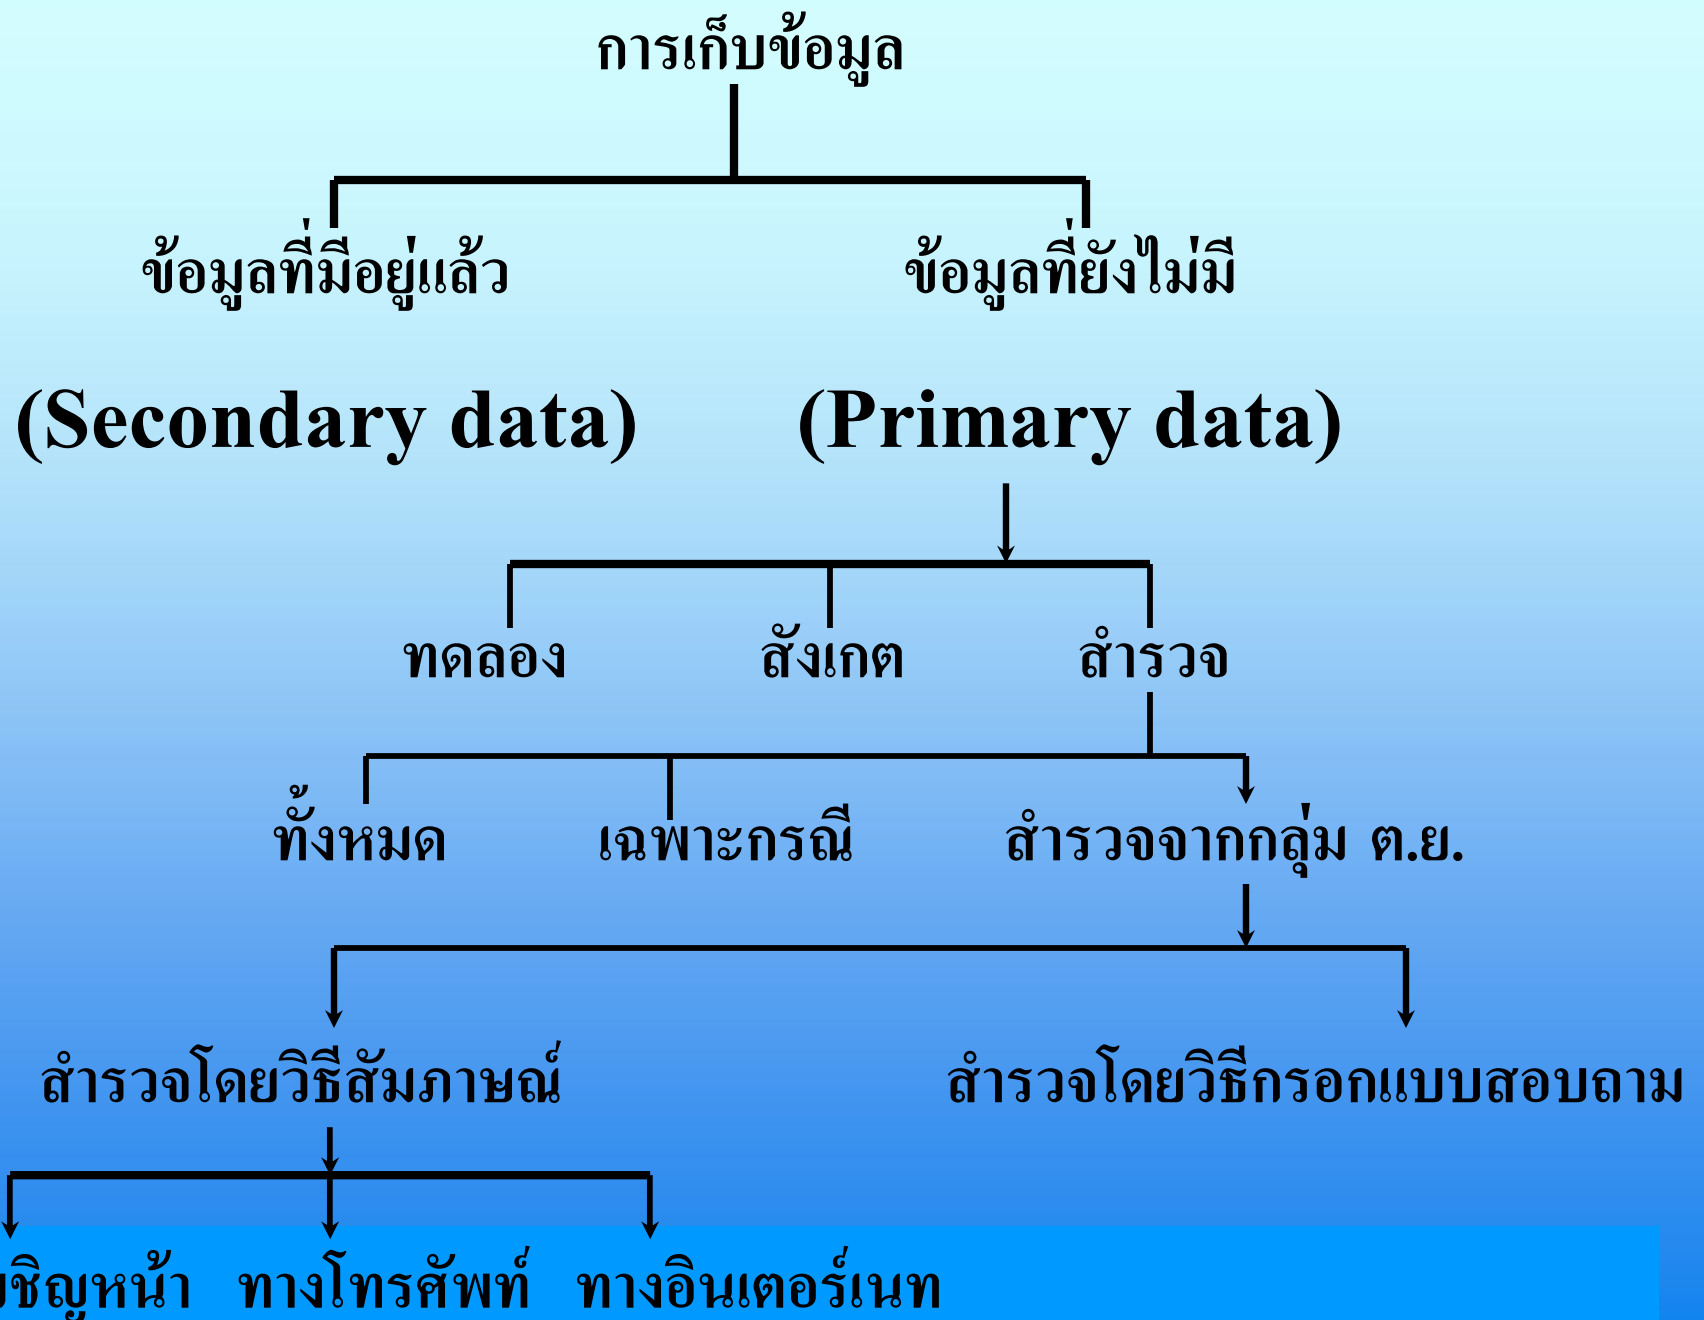 การเก็บข้อมูล
ข้อมูลที่มีอยู่แล้ว ข้อมูลที่ยังไม่มี
(Secondary data) (Primary data)
ทดลอง สังเกต สำรวจ
ทั้งหมด เฉพาะกรณี สำรวจจากกลุ่ม ต.ย.
สำรวจโดยวิธีสัมภาษณ์ สำรวจโดยวิธีกรอกแบบสอบถาม
ทางโทรศัพท์ ทางอินเตอร์เนท